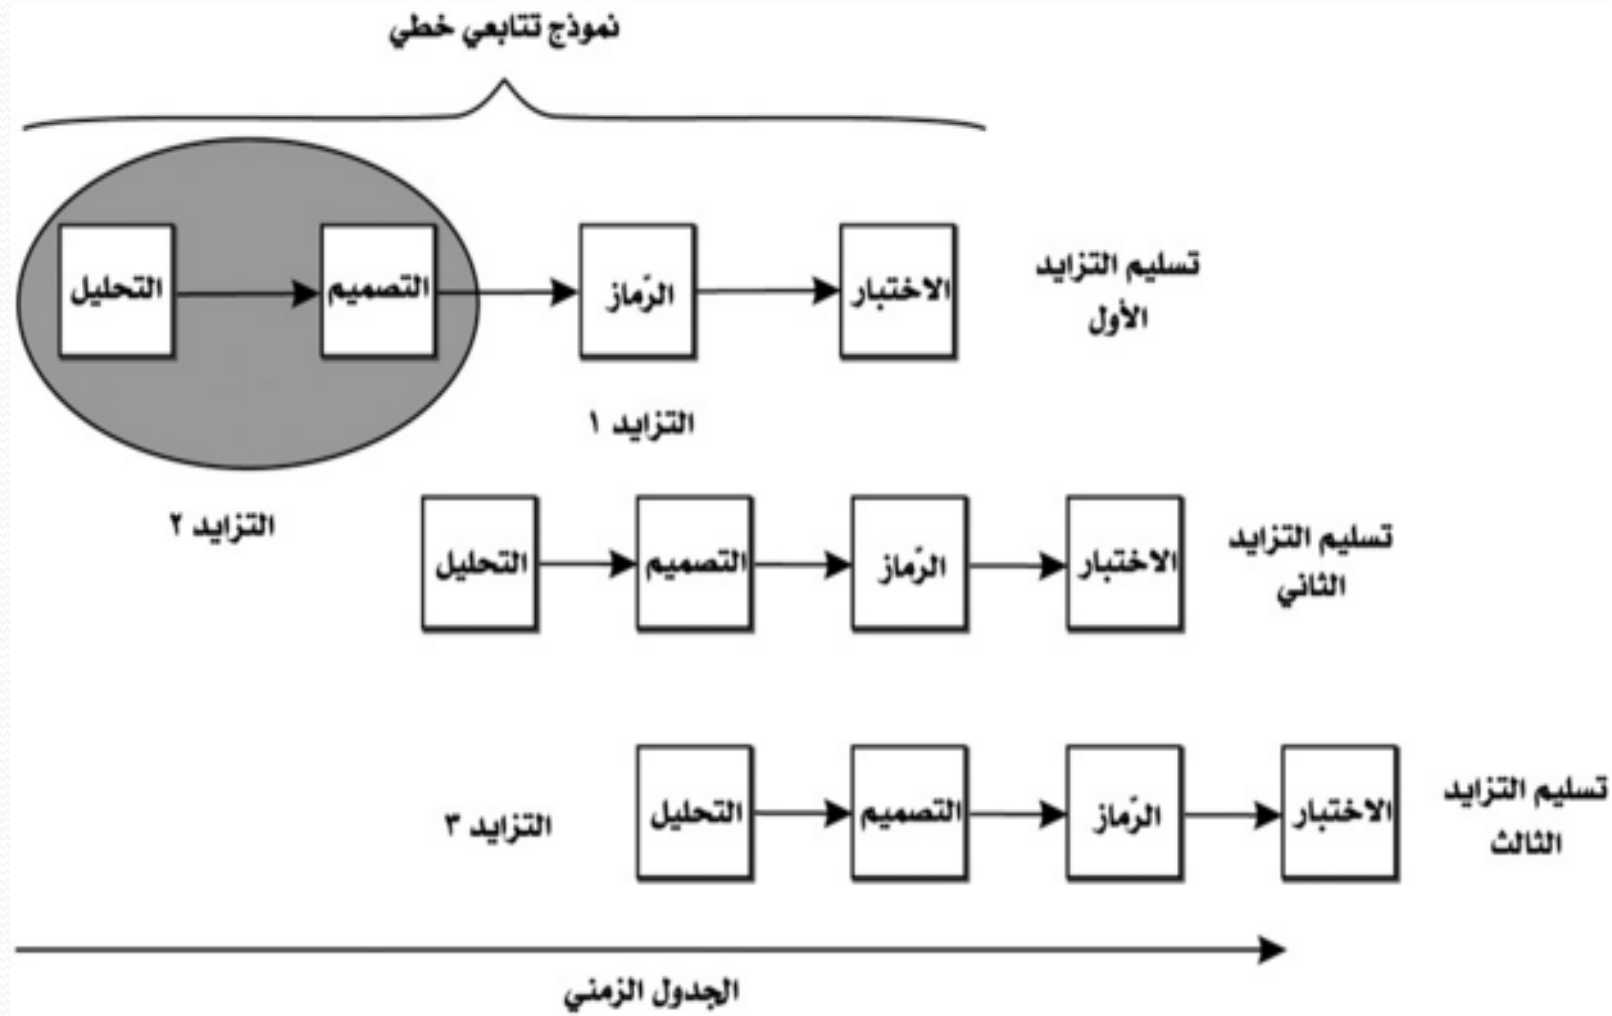 نموذج تتابعي خطي
التحليل
التصميم
الرّماز
الاختبار
تسليم التزايد
الأول
التزايد ١
التزايد ٢
التحليل
التصميم
الرّماز
الاختبار
تسليم التزايد
الثاني
التزايد ٣
التحليل
التصميم
الرّماز
الاختبار
تسليم التزايد
الثالث
الجدول الزمني